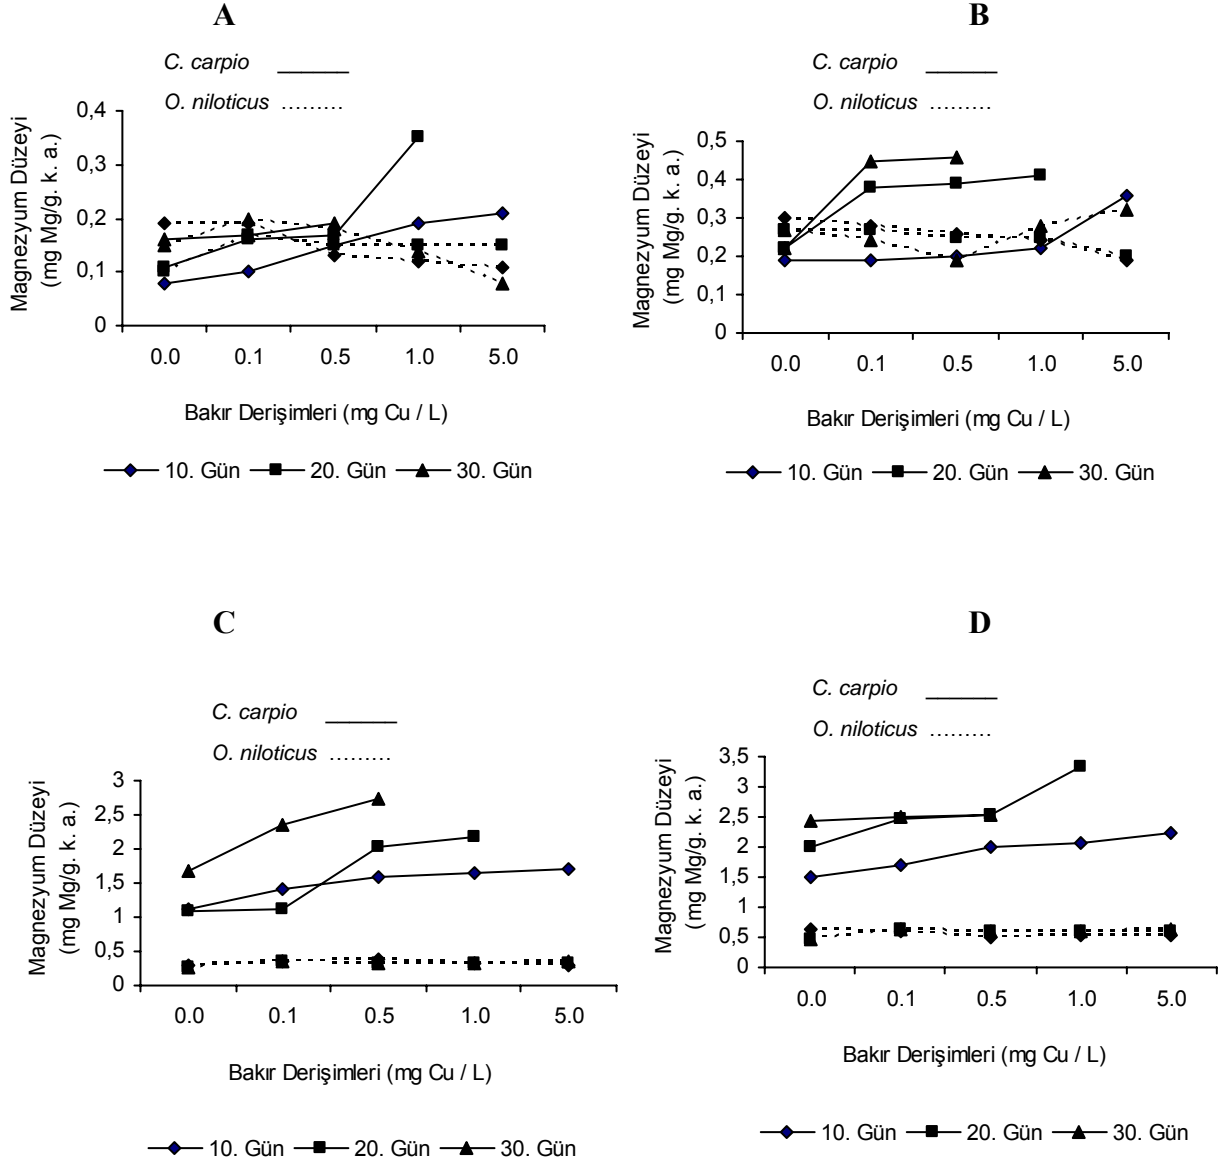 A
C. carpio
O. niloticus ………
Magnezyum Düzeyi
(mg Mg/g. k. a.)
0,4
0,3
0,2
0,1
0
0.0 0.1 0.5 1.0 5.0
Bakır Derişimleri (mg Cu / L)
10. Gün 20. Gün 30. Gün
B
C. carpio
O. niloticus ………
Magnezyum Düzeyi
(mg Mg/g. k. a.)
0,5
0,4
0,3
0,2
0,1
0
0.0 0.1 0.5 1.0 5.0
Bakır Derişimleri (mg Cu / L)
10. Gün 20. Gün 30. Gün
C
C. carpio
O. niloticus ………
Magnezyum Düzeyi
(mg Mg/g. k. a.)
3
2,5
2
1,5
1
0,5
0
0.0 0.1 0.5 1.0 5.0
Bakır Derişimleri (mg Cu / L)
10. Gün 20. Gün 30. Gün
D
C. carpio
O. niloticus ………
Magnezyum Düzeyi
(mg Mg/g. k. a.)
3,5
3
2,5
2
1,5
1
0,5
0
0.0 0.1 0.5 1.0 5.0
Bakır Derişimleri (mg Cu / L)
10. Gün 20. Gün 30. Gün